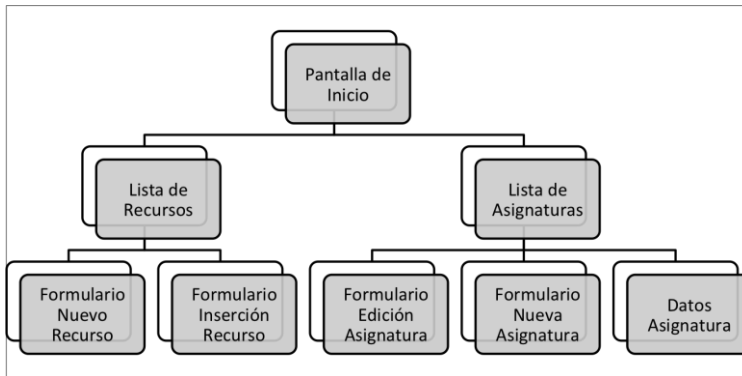 Pantalla de
Inicio
Lista de
Recursos
Lista de
Asignaturas
Formulario
Nuevo
Recurso
Formulario
Inserción
Recurso
Formulario
Edición
Asignatura
Formulario
Nueva
Asignatura
Datos
Asignatura